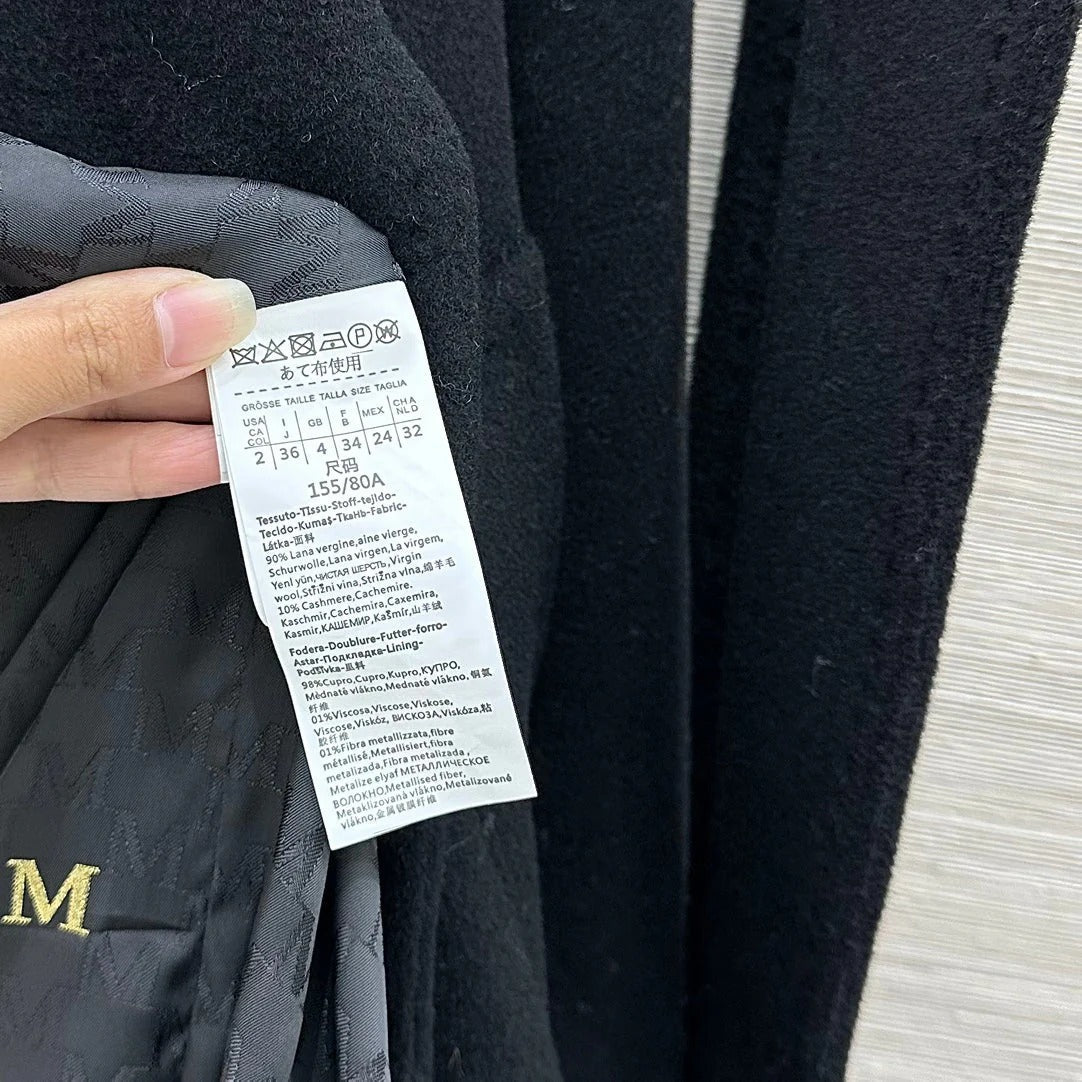 P W
あて布使用
GRÖSSE TAILLE TALLA SIZE TAGLIA
USA CA COL I J GB F B MEX CHA NLD
2 36 4 34 24 32
尺码
155/80A
Tessuto-Tissu-Stoff-tejldo-
Tecido-Kumaş-TkaHb-Fabric-
Látka-面料
90% Lana vergine,aine vierge,
Schurwolle,Lana virgen,La virgem,
Yenl yün,ЧИСТАЯ ШЕРСТЬ,Virgin
wool,Střižni vina,Strižna vlna,绵羊毛
10% Cashmere,Cachemire.
Kaschmir,Cachemira,Caxemira,
Kasmir,КАШЕМИР,Kašmír,山羊绒
Fodera-Doublure-Futter-forro-
Astar-Подкладка-Lining-
Podšívka-里料
98%Cupro,Cupro,Kupro,КУПРО,
Mèdnaté vlákno,Mednaté vlákno,铜氨
纤维
01%Viscosa,Viscose,Viskose,
Viscose,Viskóz, ВИСКОЗА,Viskóza,粘
胶纤维
01%Fibra metallizzata,fibre
métallisé,Metallisiert,fibra
metalizada,Fibra metalizada ,
Metalize elyaf МЕТАЛЛИЧЕСКОЕ
ВОЛОКНО,Metallised fiber,
Metaklizovaná vlákno,Metalizované
vlákno,金属镀膜纤维
M